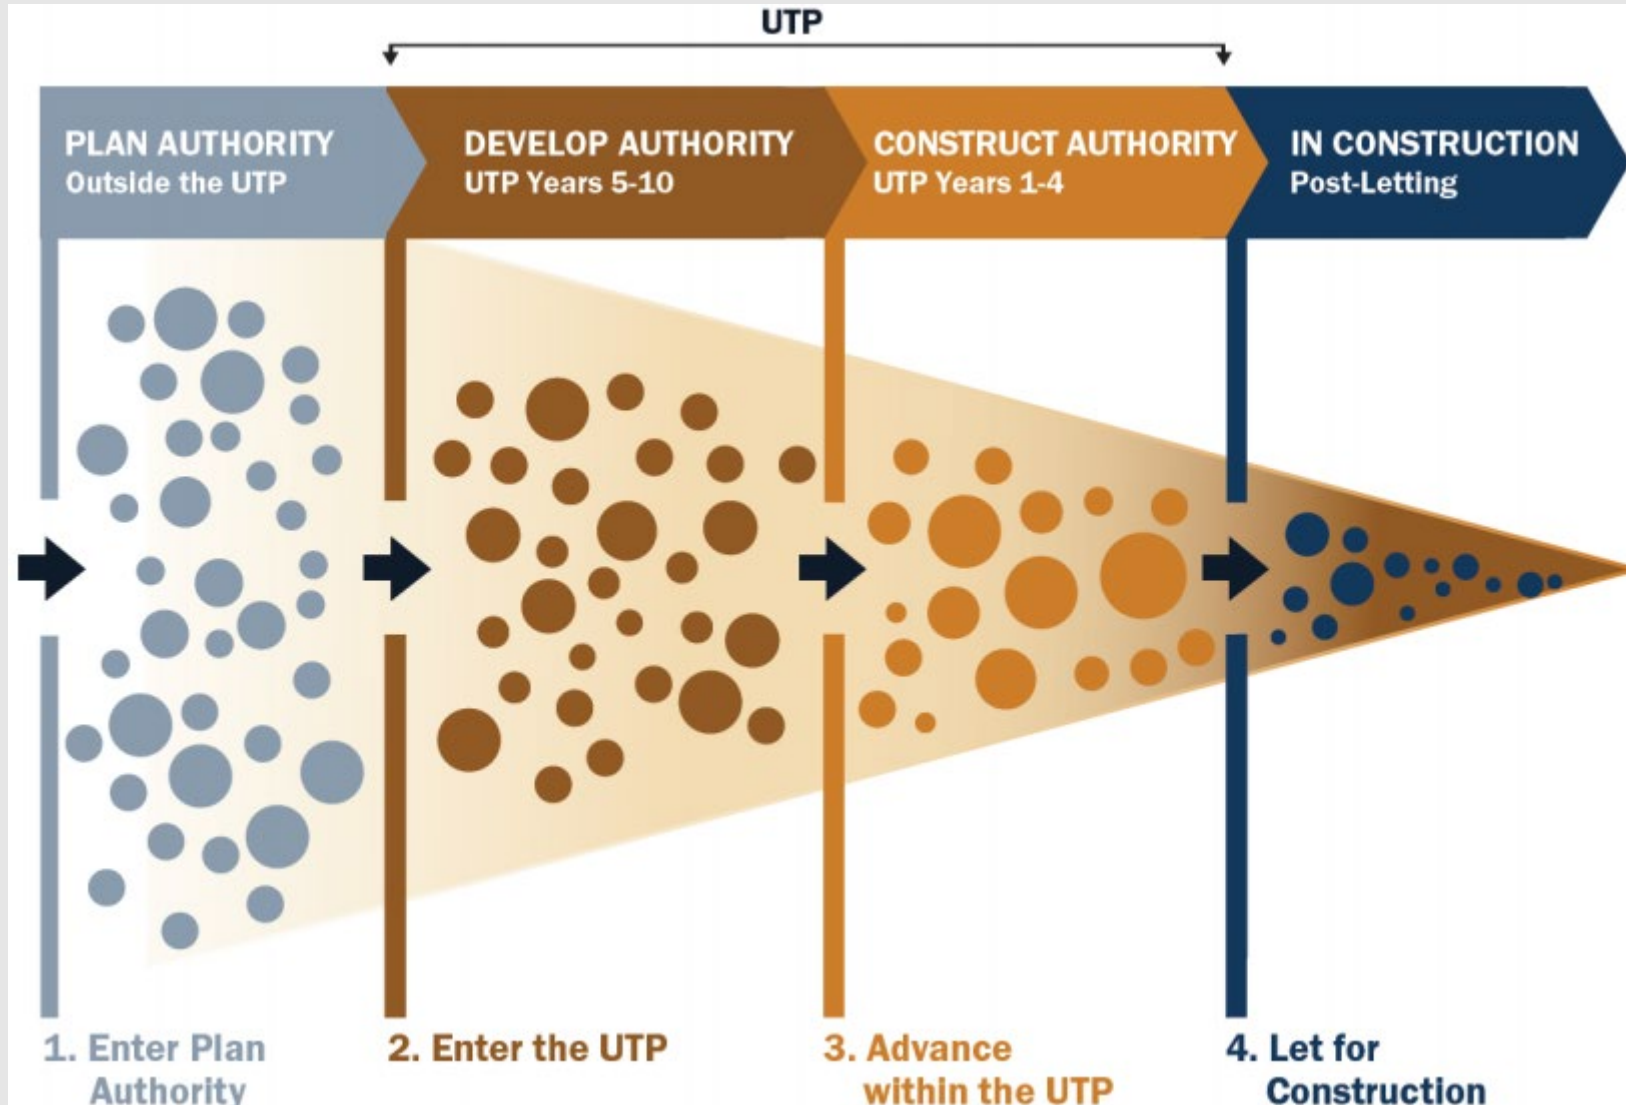 UTP
PLAN AUTHORITY
Outside the UTP
DEVELOP AUTHORITY
UTP Years 5-10
CONSTRUCT AUTHORITY
UTP Years 1-4
IN CONSTRUCTION
Post-Letting
1. Enter Plan
Authority
2. Enter the UTP
3. Advance
within the UTP
4. Let for
Construction